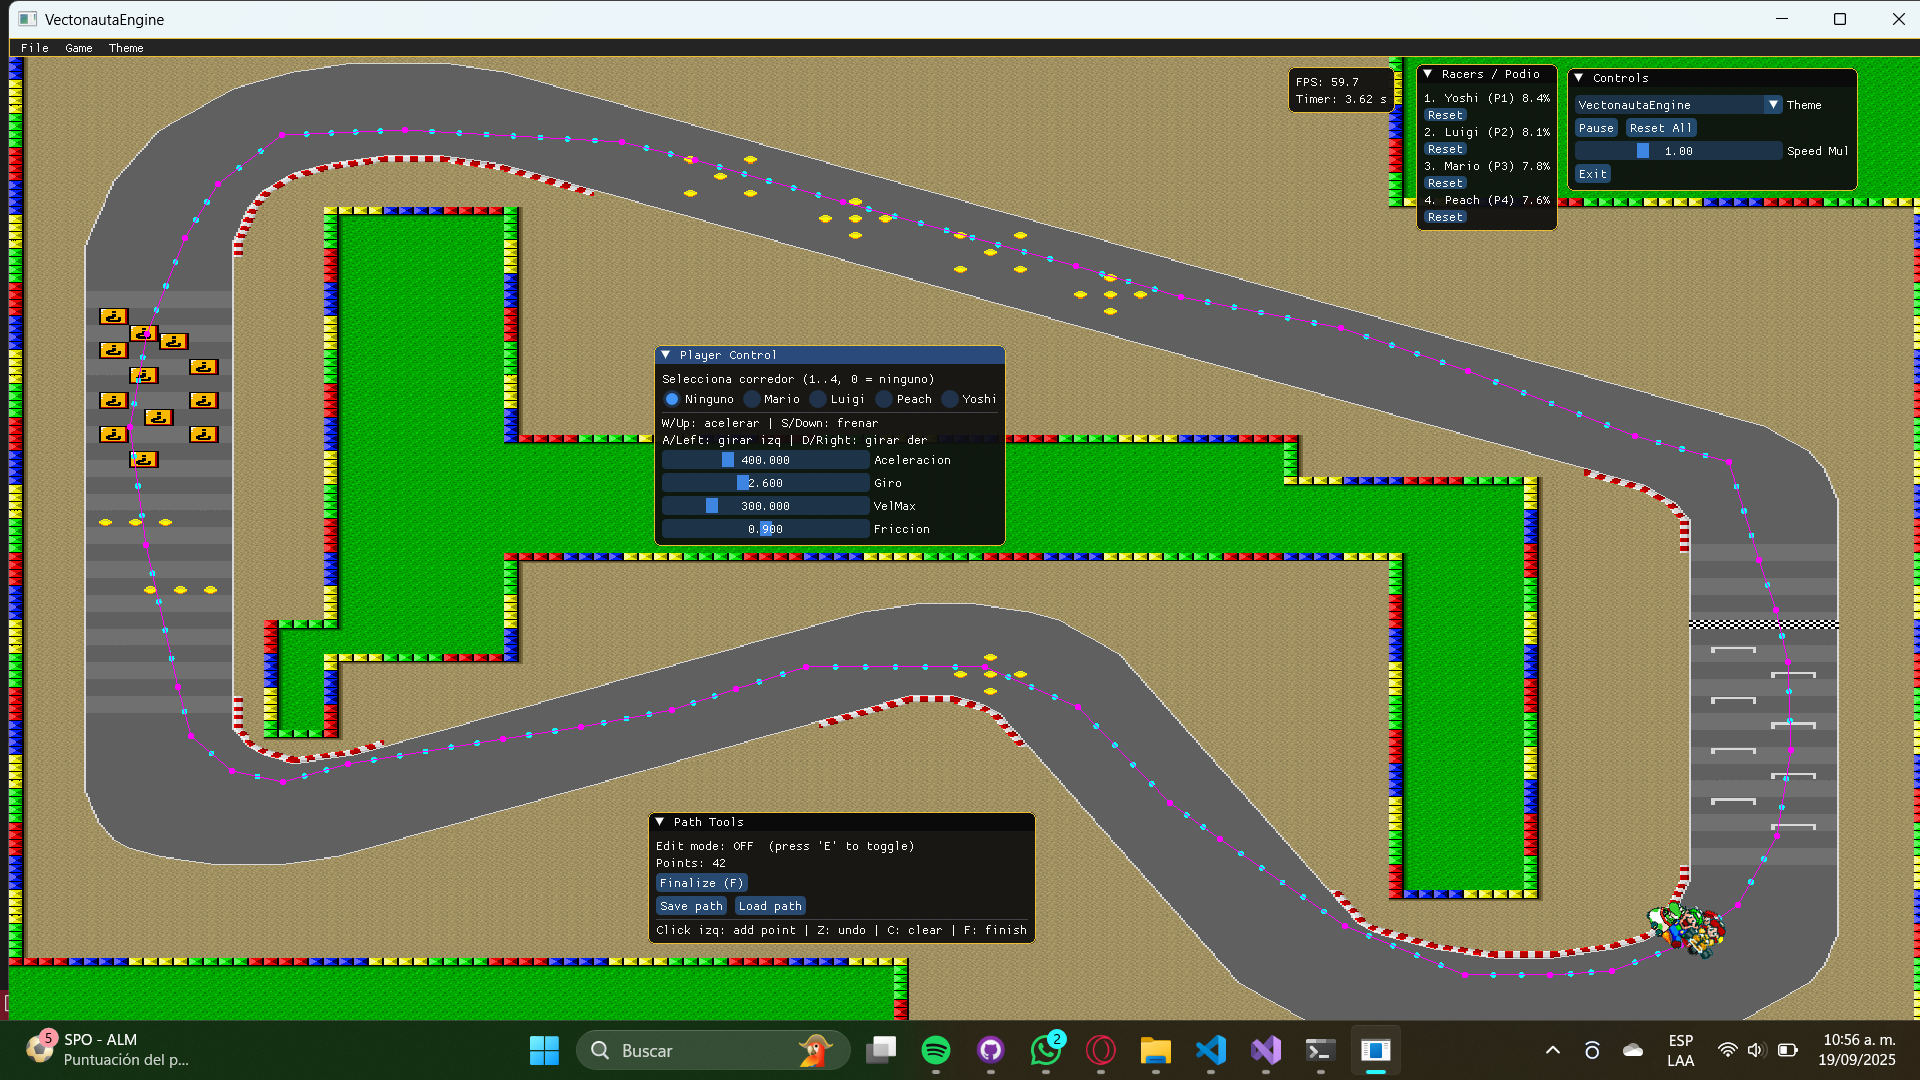 VectonautaEngine
File Game Theme
FPS: 59.7
Timer: 3.62 s
Racers / Podio
1. Yoshi (P1) 8.4%
Reset
2. Luigi (P2) 8.1%
Reset
3. Mario (P3) 7.8%
Reset
4. Peach (P4) 7.6%
Reset
Controls
VectonautaEngine Theme
Pause Reset All
1.00 Speed Mul
Exit
Player Control
Selecciona corredor (1..4, 0 = ninguno)
Ninguno Mario Luigi Peach Yoshi
W/Up: acelerar | S/Down: frenar
A/Left: girar izq | D/Right: girar der
400.000 Aceleracion
2.600 Giro
300.000 VelMax
0.900 Friccion
Path Tools
Edit mode: OFF (press 'E' to toggle)
Points: 42
Finalize (F)
Save path Load path
Click izq: add point | Z: undo | C: clear | F: finish
5
SPO - ALM
Puntuación del p...
Buscar
2
ESP
LAA
10:56 a. m.
19/09/2025